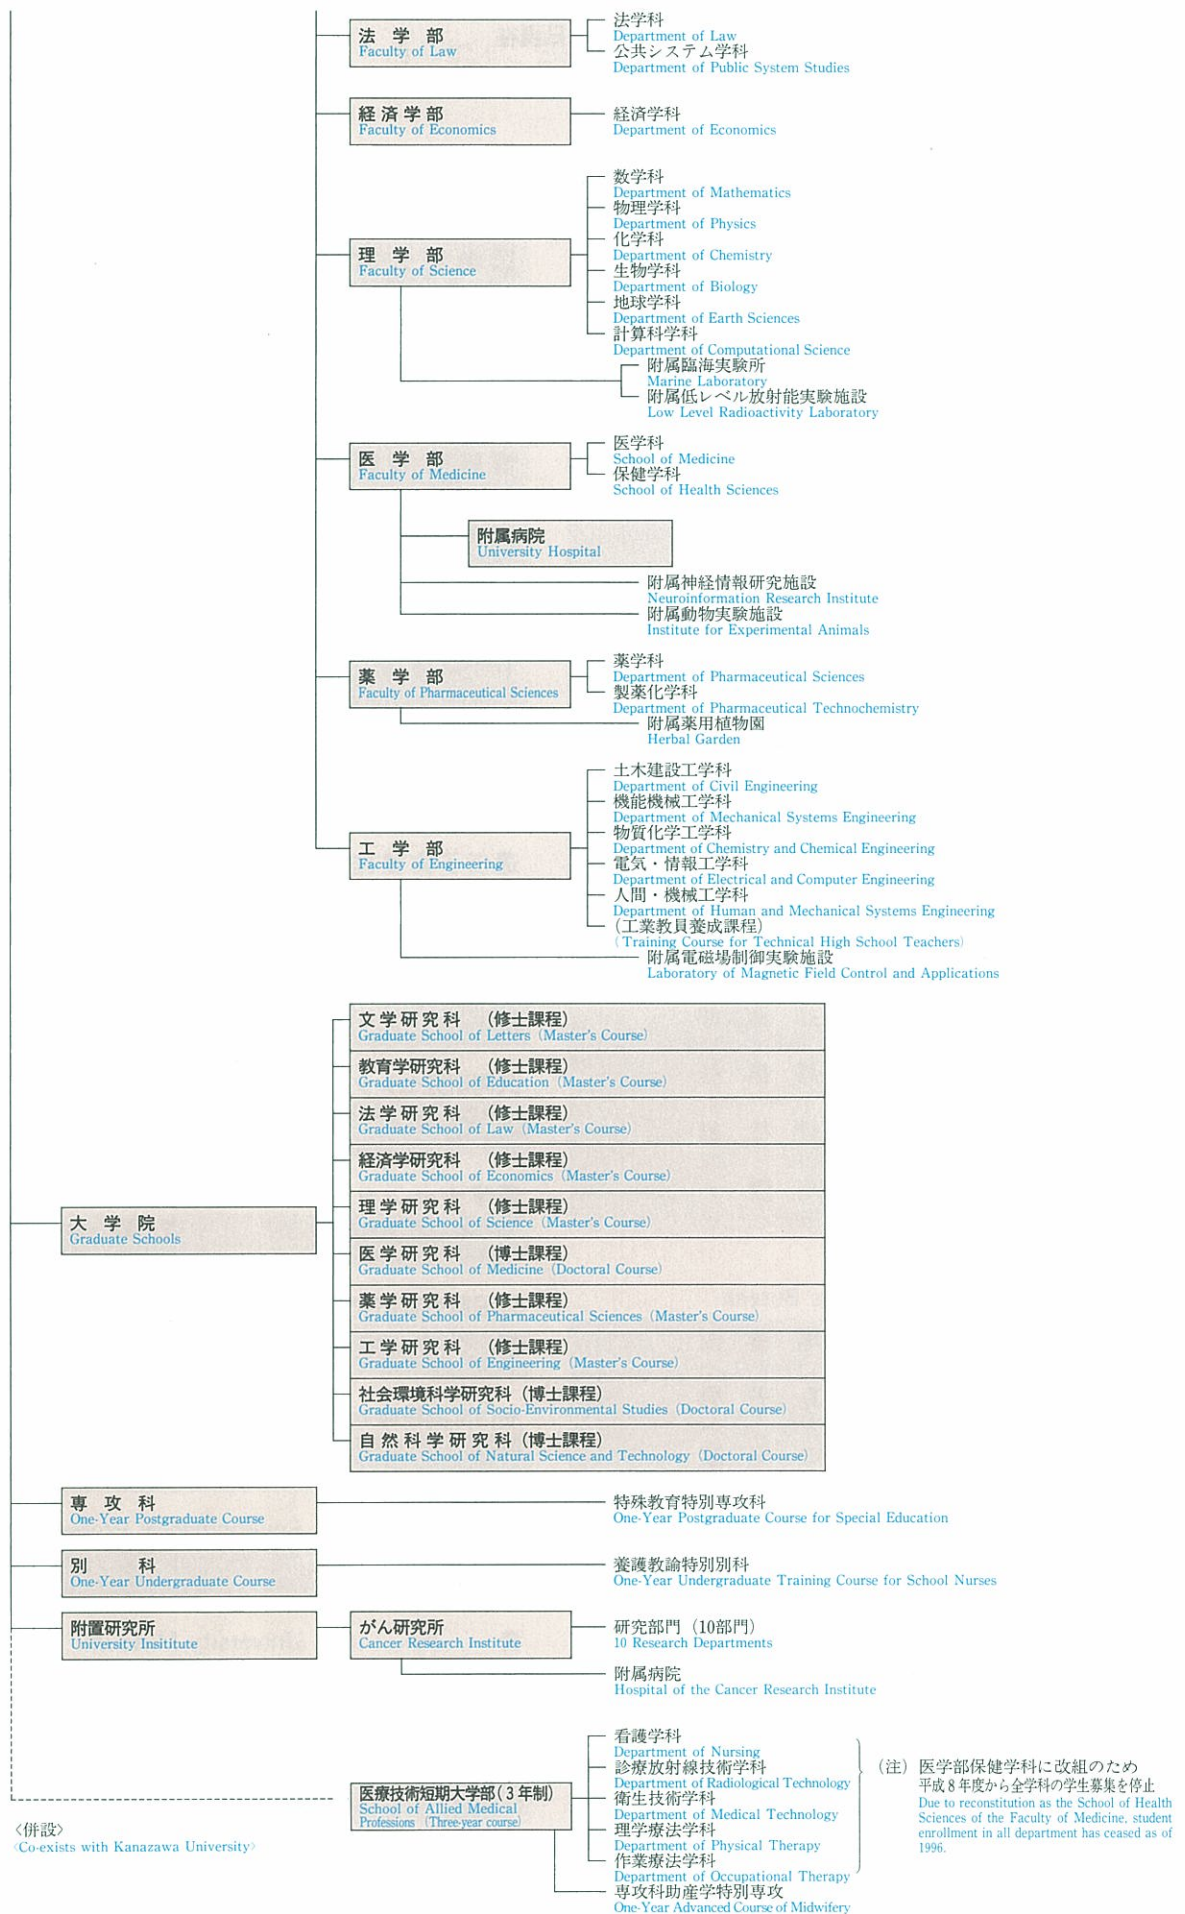 法 学 部
Faculty of Law
法学科
Department of Law
公共システム学科
Department of Public System Studies
経 済 学 部
Faculty of Economics
経済学科
Department of Economics
理 学 部
Faculty of Science
数学科
Department of Mathematics
物理学科
Department of Physics
化学科
Department of Chemistry
生物学科
Department of Biology
地球学科
Department of Earth Sciences
計算科学科
Department of Computational Science
附属臨海実験所
Marine Laboratory
附属低レベル放射能実験施設
Low Level Radioactivity Laboratory
医 学 部
Faculty of Medicine
医学科
School of Medicine
保健学科
School of Health Sciences
附属病院
University Hospital
附属神経情報研究施設
Neuroinformation Research Institute
附属動物実験施設
Institute for Experimental Animals
薬 学 部
Faculty of Pharmaceutical Sciences
薬学科
Department of Pharmaceutical Sciences
製薬化学科
Department of Pharmaceutical Technochemistry
附属薬用植物園
Herbal Garden
工 学 部
Faculty of Engineering
土木建設工学科
Department of Civil Engineering
機能機械工学科
Department of Mechanical Systems Engineering
物質化学工学科
Department of Chemistry and Chemical Engineering
電気・情報工学科
Department of Electrical and Computer Engineering
人間・機械工学科
Department of Human and Mechanical Systems Engineering
(工業教員養成課程)
(Training Course for Technical High School Teachers)
附属電磁場制御実験施設
Laboratory of Magnetic Field Control and Applications
大 学 院
Graduate Schools
文学研究科 (修士課程)
Graduate School of Letters (Master's Course)
教育学研究科 (修士課程)
Graduate School of Education (Master's Course)
法学研究科 (修士課程)
Graduate School of Law (Master's Course)
経済学研究科 (修士課程)
Graduate School of Economics (Master's Course)
理学研究科 (修士課程)
Graduate School of Science (Master's Course)
医学研究科 (博士課程)
Graduate School of Medicine (Doctoral Course)
薬学研究科 (修士課程)
Graduate School of Pharmaceutical Sciences (Master's Course)
工学研究科 (修士課程)
Graduate School of Engineering (Master's Course)
社会環境科学研究科 (博士課程)
Graduate School of Socio-Environmental Studies (Doctoral Course)
自然科学研究科 (博士課程)
Graduate School of Natural Science and Technology (Doctoral Course)
専 攻 科
One-Year Postgraduate Course
特殊教育特別専攻科
One-Year Postgraduate Course for Special Education
別 科
One-Year Undergraduate Course
養護教諭特別別科
One-Year Undergraduate Training Course for School Nurses
附置研究所
University Insititute
がん研究所
Cancer Research Institute
研究部門 (10部門)
10 Research Departments
附属病院
Hospital of the Cancer Research Institute
〈併設〉
〈Co-exists with Kanazawa University〉
医療技術短期大学部(3年制)
School of Allied Medical
Professions (Three-year course)
看護学科
Department of Nursing
診療放射線技術学科
Department of Radiological Technology
衛生技術学科
Department of Medical Technology
理学療法学科
Department of Physical Therapy
作業療法学科
Department of Occupational Therapy
専攻科助産学特別専攻
One-Year Advanced Course of Midwifery
(注) 医学部保健学科に改組のため
平成8年度から全学科の学生募集を停止
Due to reconstitution as the School of Health
Sciences of the Faculty of Medicine, student
enrollment in all department has ceased as of
1996.